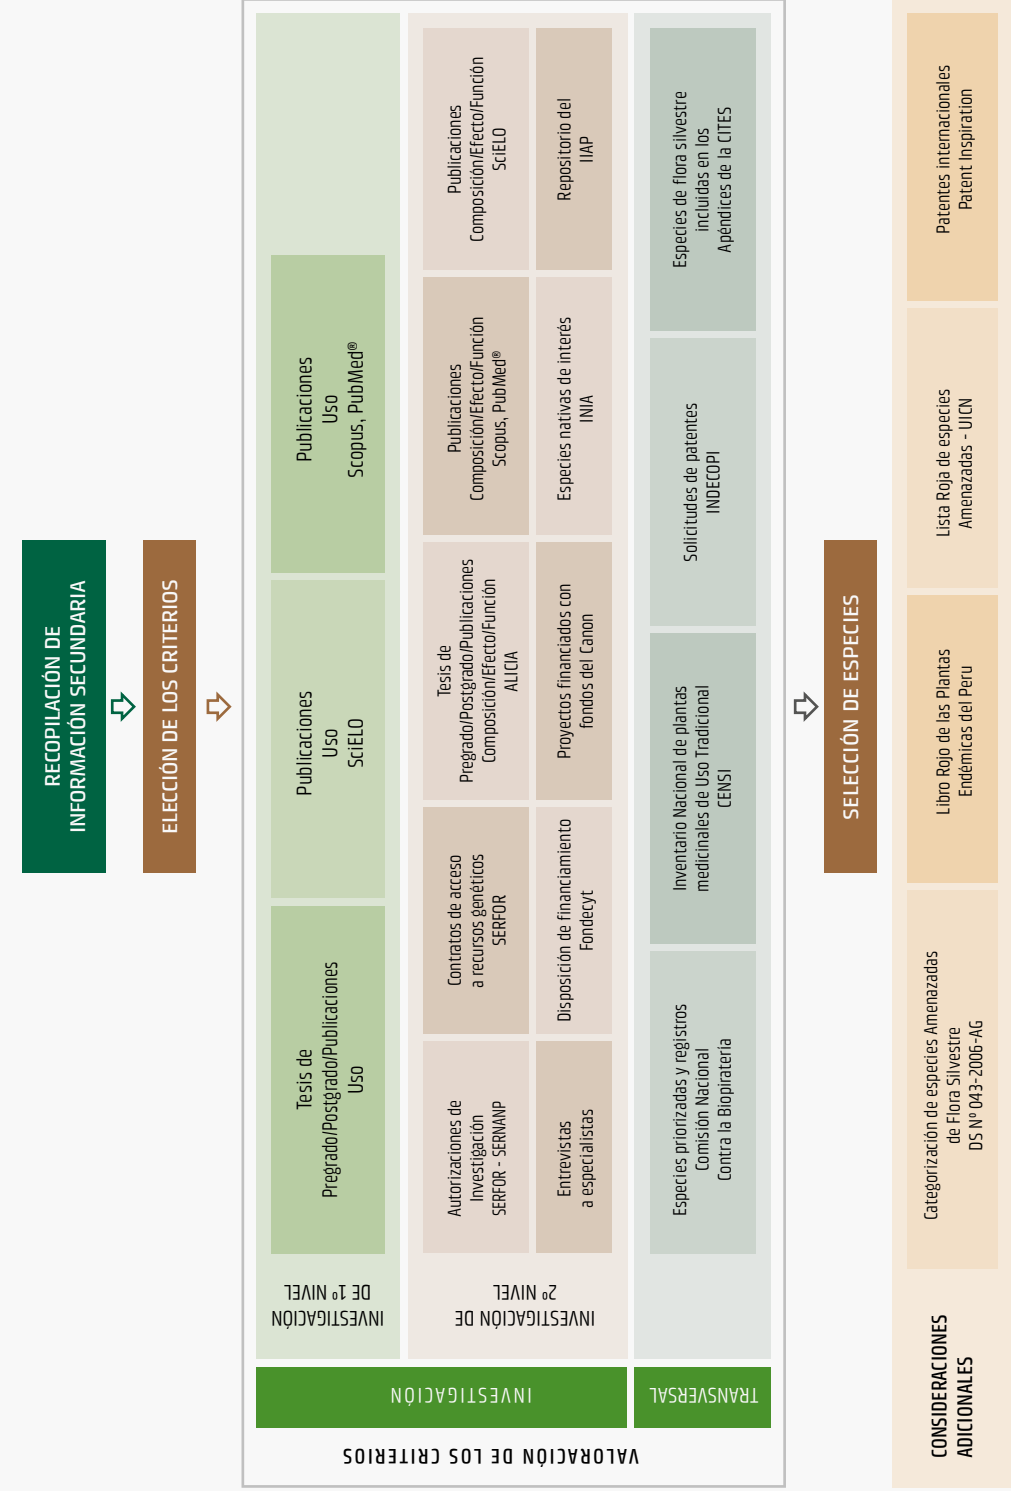 RECOPILACIÓN DE
INFORMACIÓN SECUNDARIA
ELECCIÓN DE LOS CRITERIOS
VALORACIÓN DE LOS CRITERIOS
INVESTIGACIÓN
INVESTIGACIÓN
DE 1º NIVEL
Tesis de
Pregrado/Postgrado/Publicaciones
Uso
Publicaciones
Uso
SciELO
Publicaciones
Uso
Scopus, PubMed®
INVESTIGACIÓN DE
2º NIVEL
Autorizaciones de
Investigación
SERFOR - SERNANP
Contratos de acceso
a recursos genéticos
SERFOR
Tesis de
Pregrado/Postgrado/Publicaciones
Composición/Efecto/Función
ALICIA
Publicaciones
Composición/Efecto/Función
Scopus, PubMed®
Publicaciones
Composición/Efecto/Función
SciELO
Entrevistas
a especialistas
Disposición de financiamiento
Fondecyt
Proyectos financiados con
fondos del Canon
Especies nativas de interés
INIA
Repositorio del
IIAP
TRANSVERSAL
Especies priorizadas y registros
Comisión Nacional
Contra la Biopiratería
Inventario Nacional de plantas
medicinales de Uso Tradicional
CENSI
Solicitudes de patentes
INDECOPI
Especies de flora silvestre
incluidas en los
Apéndices de la CITES
SELECCIÓN DE ESPECIES
CONSIDERACIONES
ADICIONALES
Categorización de especies Amenazadas
de Flora Silvestre
DS Nº 043-2006-AG
Libro Rojo de las Plantas
Endémicas del Peru
Lista Roja de especies
Amenazadas - UICN
Patentes internacionales
Patent Inspiration